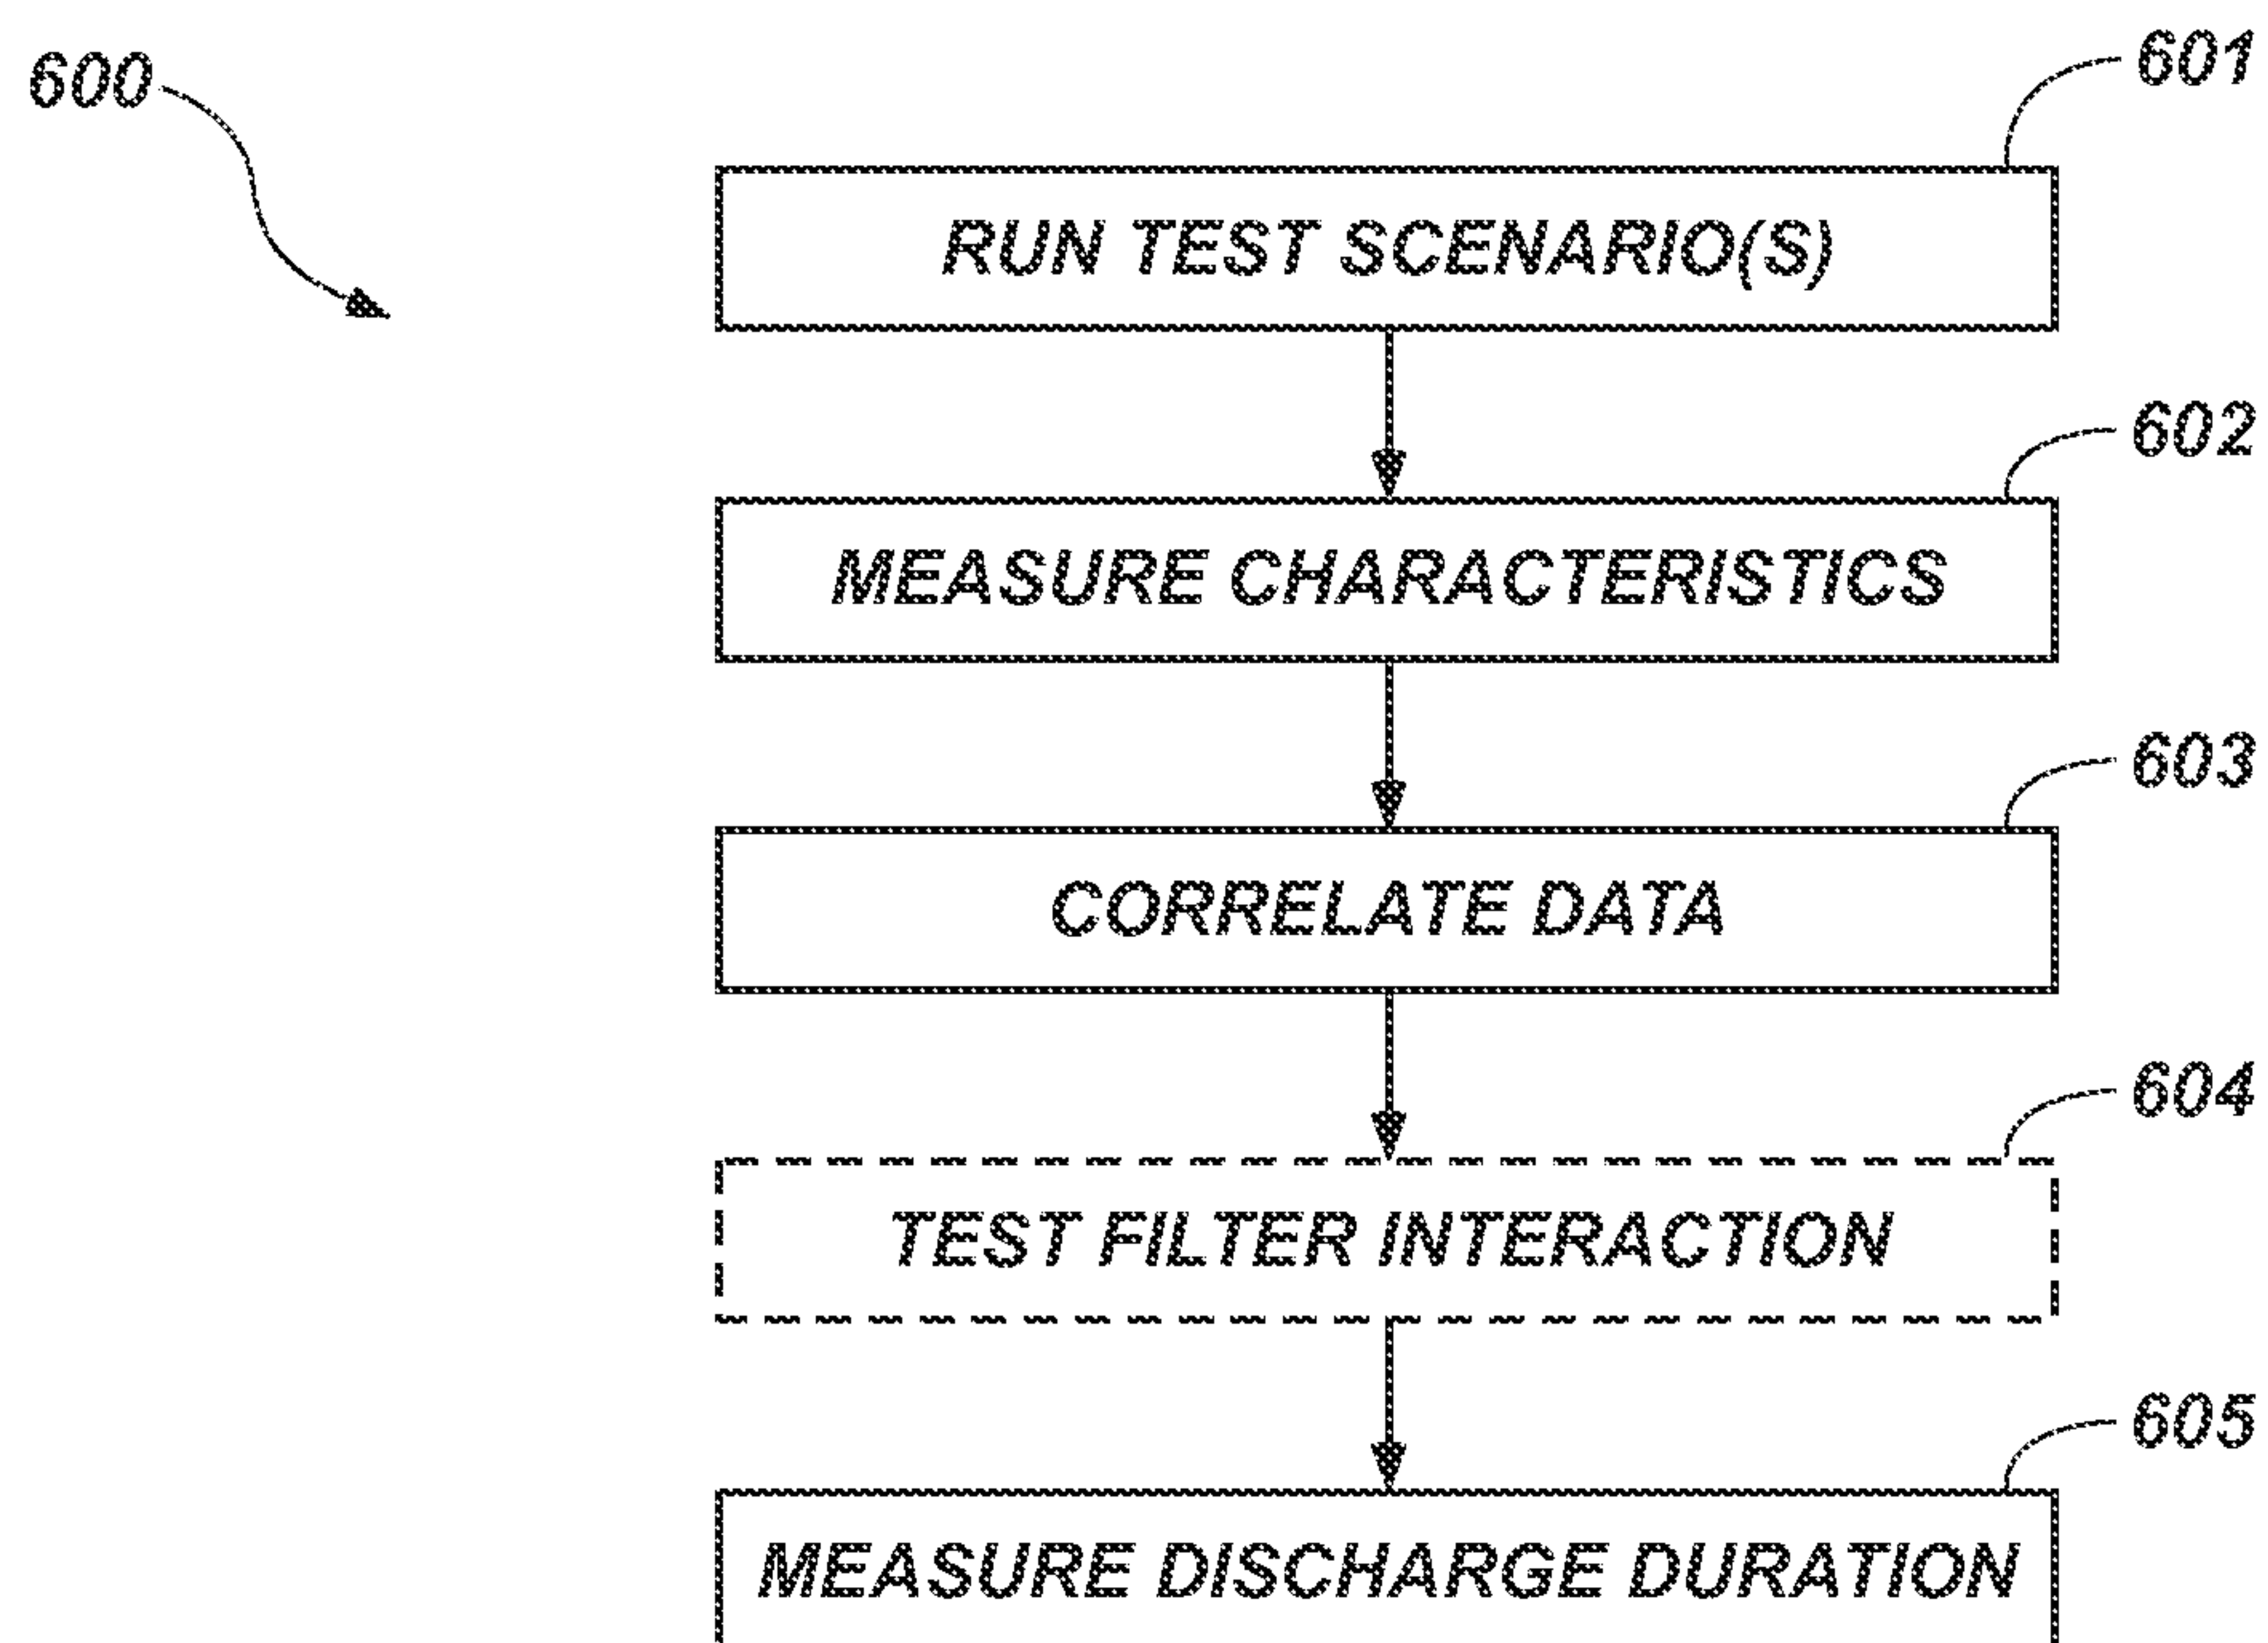 600
601
RUN TEST SCENARIO(S)
602
MEASURE CHARACTERISTICS
603
CORRELATE DATA
604
TEST FILTER INTERACTION
605
MEASURE DISCHARGE DURATION